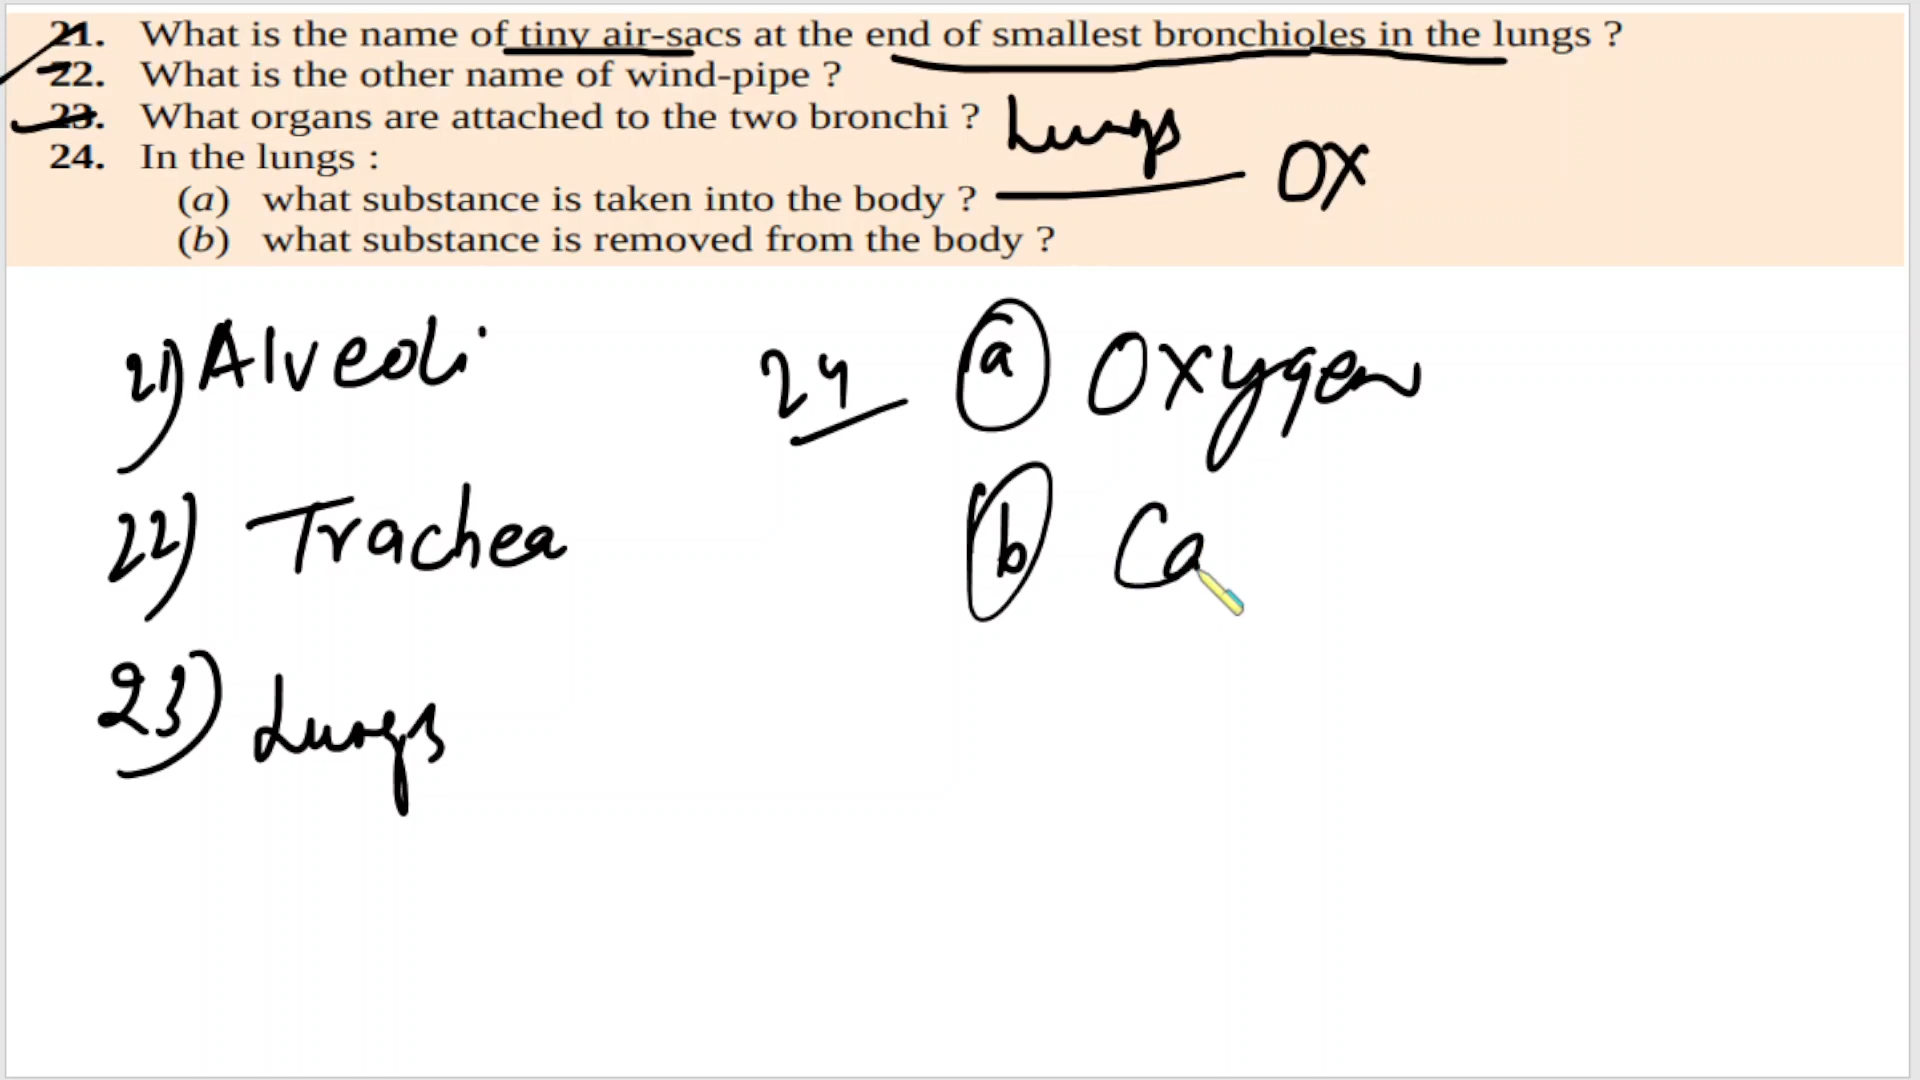 21. What is the name of tiny air-sacs at the end of smallest bronchioles in the lungs ?
22. What is the other name of wind-pipe ?
23. What organs are attached to the two bronchi ? Lungs
24. In the lungs :
(a) what substance is taken into the body ? OX
(b) what substance is removed from the body ?
21) Alveoli
22) Trachea
23) Lungs
24 (a) Oxygen
(b) Ca